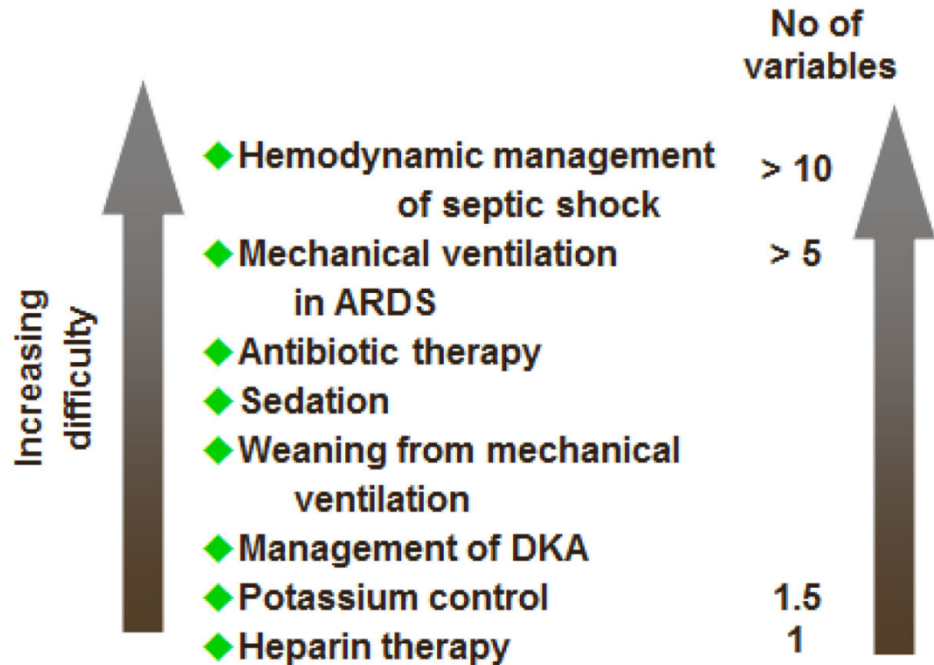 No of
variables
Increasing
difficulty
Hemodynamic management
of septic shock
> 10
Mechanical ventilation
in ARDS
> 5
Antibiotic therapy
Sedation
Weaning from mechanical
ventilation
Management of DKA
Potassium control
1.5
Heparin therapy
1